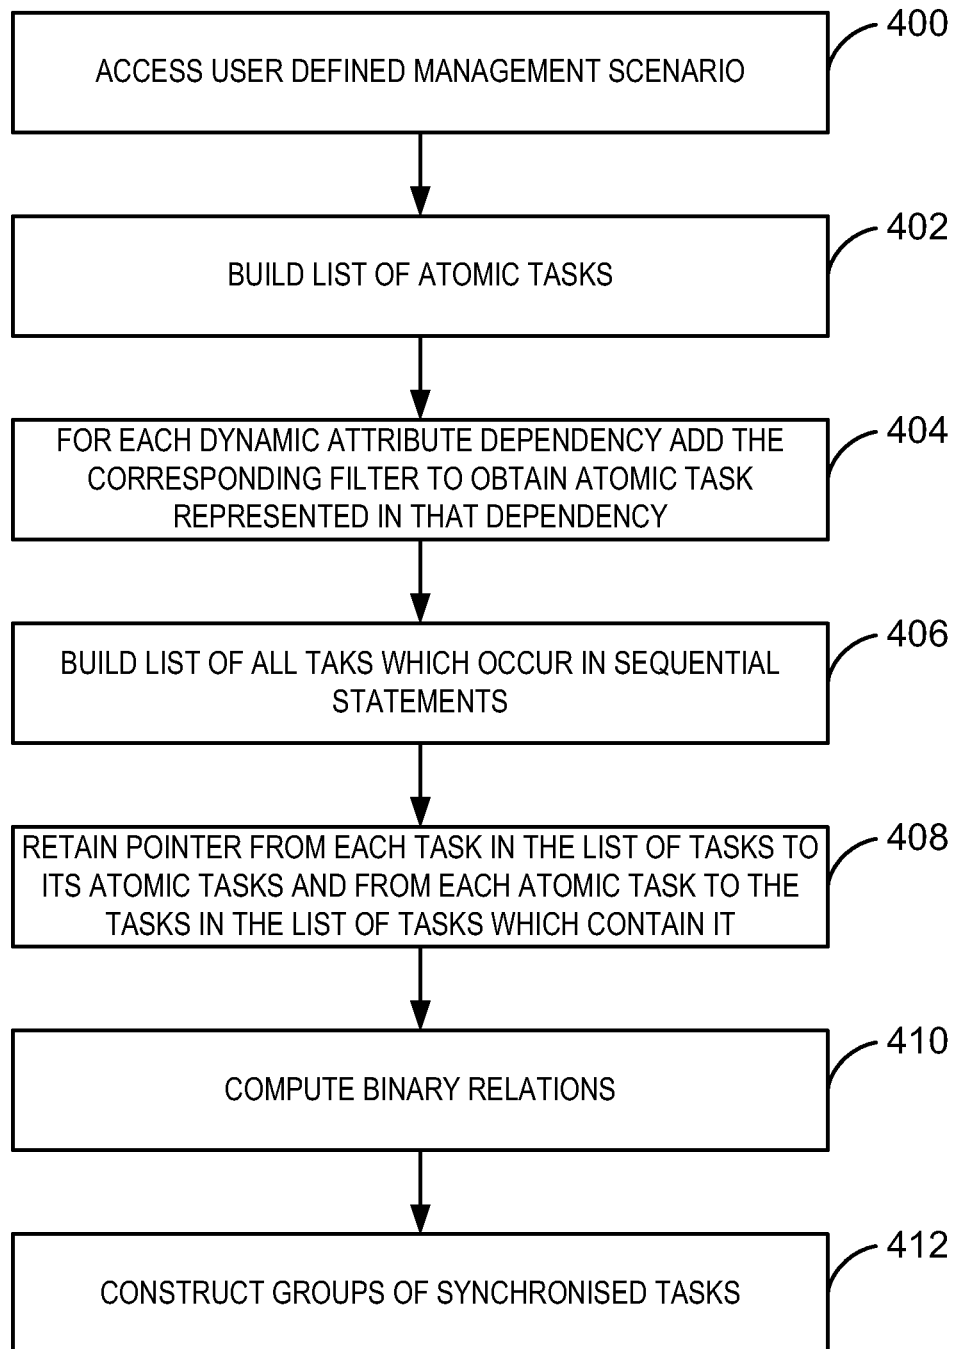 ACCESS USER DEFINED MANAGEMENT SCENARIO
400
BUILD LIST OF ATOMIC TASKS
402
FOR EACH DYNAMIC ATTRIBUTE DEPENDENCY ADD THE
CORRESPONDING FILTER TO OBTAIN ATOMIC TASK
REPRESENTED IN THAT DEPENDENCY
404
BUILD LIST OF ALL TAKS WHICH OCCUR IN SEQUENTIAL
STATEMENTS
406
RETAIN POINTER FROM EACH TASK IN THE LIST OF TASKS TO
ITS ATOMIC TASKS AND FROM EACH ATOMIC TASK TO THE
TASKS IN THE LIST OF TASKS WHICH CONTAIN IT
408
COMPUTE BINARY RELATIONS
410
CONSTRUCT GROUPS OF SYNCHRONISED TASKS
412